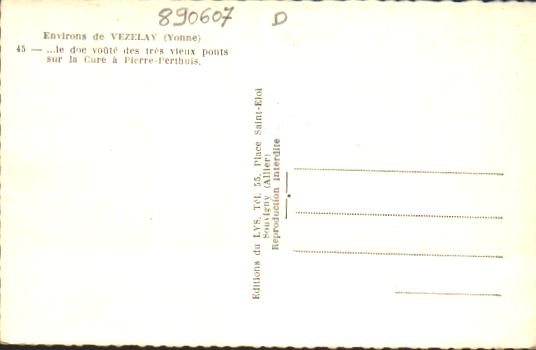 890607 D
Environs de VEZELAY (Yonne)
45 — ...le doc voûté des très vieux ponts
sur la Cure à Pierre-Perthuis.
Editions du LYS. Tél. 55, Place Saint-Eloi
Souvigny (Allier)
Reproduction interdite